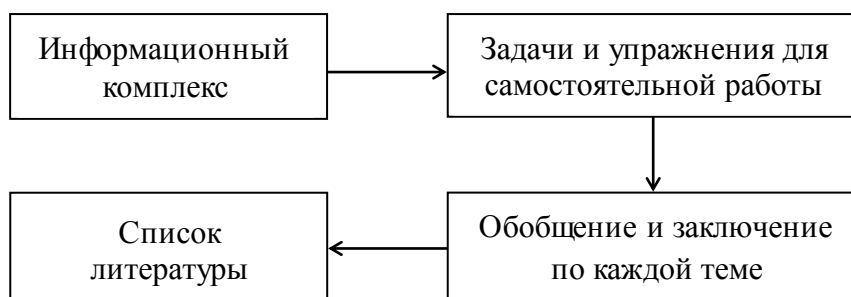 Информационный
комплекс
Задачи и упражнения для
самостоятельной работы
Обобщение и заключение
по каждой теме
Список
литературы